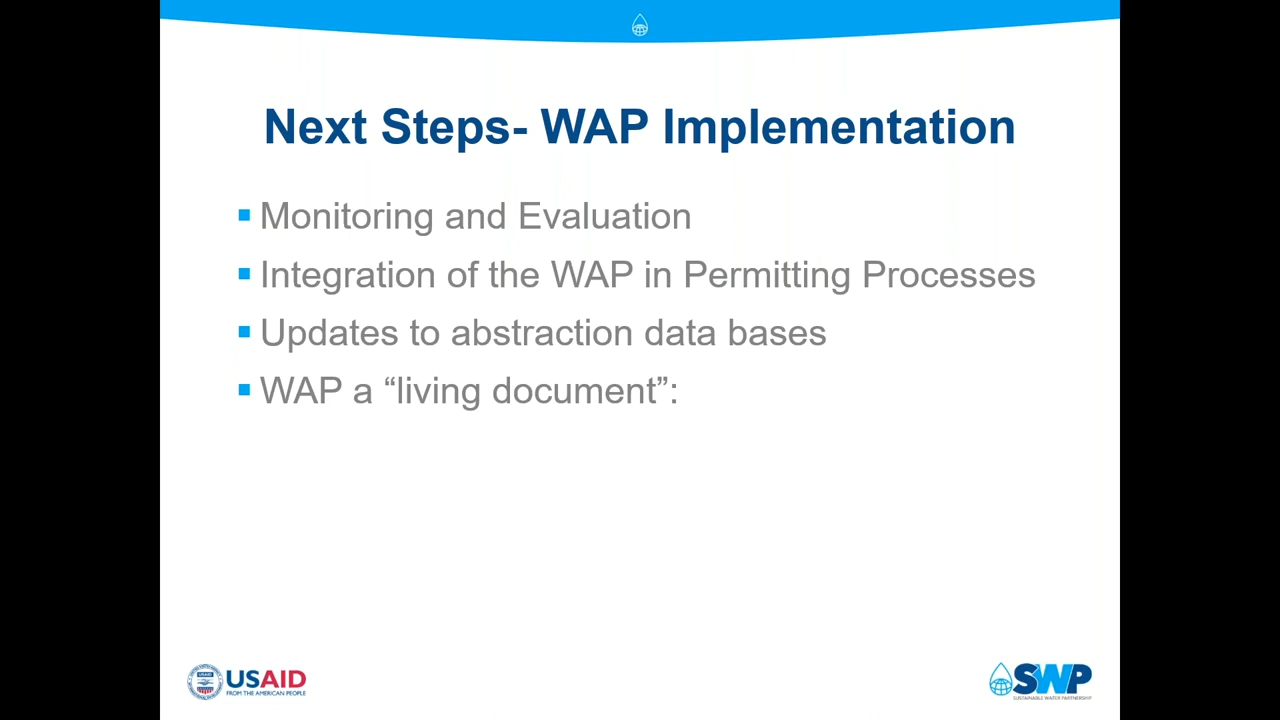 Next Steps- WAP Implementation
Monitoring and Evaluation
Integration of the WAP in Permitting Processes
Updates to abstraction data bases
WAP a “living document”:
USAID
FROM THE AMERICAN PEOPLE
SWP
SUSTAINABLE WATER PARTNERSHIP